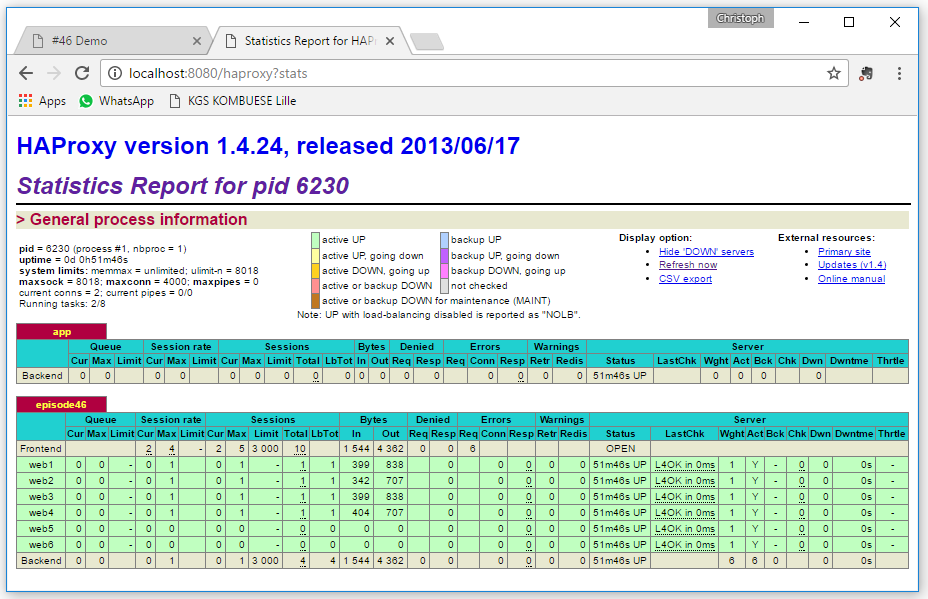 Christoph
#46 Demo
Statistics Report for HAP
localhost:8080/haproxy?stats
Apps WhatsApp KGS KOMBUESE Lille
HAProxy version 1.4.24, released 2013/06/17
Statistics Report for pid 6230
> General process information
pid = 6230 (process #1, nbproc = 1)
uptime = 0d 0h51m46s
system limits: memmax = unlimited; ulimit-n = 8018
maxsock = 8018; maxconn = 4000; maxpipes = 0
current conns = 2; current pipes = 0/0
Running tasks: 2/8
active UP backup UP
active UP, going down backup UP, going down
active DOWN, going up backup DOWN, going up
active or backup DOWN not checked
active or backup DOWN for maintenance (MAINT)
Note: UP with load-balancing disabled is reported as "NOLB".
Display option:
Hide 'DOWN' servers
Refresh now
CSV export
External resources:
Primary site
Updates (v1.4)
Online manual
app
Queue Session rate Sessions Bytes Denied Errors Warnings Server
Cur Max Limit Cur Max Limit Cur Max Limit Total LbTot In Out Req Resp Req Conn Resp Retr Redis Status LastChk Wght Act Bck Chk Dwn Dwntme Thrtle
Backend 0 0 0 0 0 0 0 0 0 0 0 0 0 0 0 0 0 51m46s UP 0 0 0 0
episode46
Queue Session rate Sessions Bytes Denied Errors Warnings Server
Cur Max Limit Cur Max Limit Cur Max Limit Total LbTot In Out Req Resp Req Conn Resp Retr Redis Status LastChk Wght Act Bck Chk Dwn Dwntme Thrtle
Frontend 2 4 - 2 5 3 000 10 1 544 4 362 0 0 6 OPEN
web1 0 0 - 0 1 0 1 - 1 1 399 838 0 0 0 0 0 51m46s UP L4OK in 0ms 1 Y - 0 0 0s -
web2 0 0 - 0 1 0 1 - 1 1 342 707 0 0 0 0 0 51m46s UP L4OK in 0ms 1 Y - 0 0 0s -
web3 0 0 - 0 1 0 1 - 1 1 399 838 0 0 0 0 0 51m46s UP L4OK in 0ms 1 Y - 0 0 0s -
web4 0 0 - 0 1 0 1 - 1 1 404 707 0 0 0 0 0 51m46s UP L4OK in 0ms 1 Y - 0 0 0s -
web5 0 0 - 0 0 0 0 - 0 0 0 0 0 0 0 0 0 51m46s UP L4OK in 0ms 1 Y - 0 0 0s -
web6 0 0 - 0 0 0 0 - 0 0 0 0 0 0 0 0 0 51m46s UP L4OK in 0ms 1 Y - 0 0 0s -
Backend 0 0 0 1 0 1 3 000 4 4 1 544 4 362 0 0 0 0 0 0 51m46s UP 6 6 0 0 0s